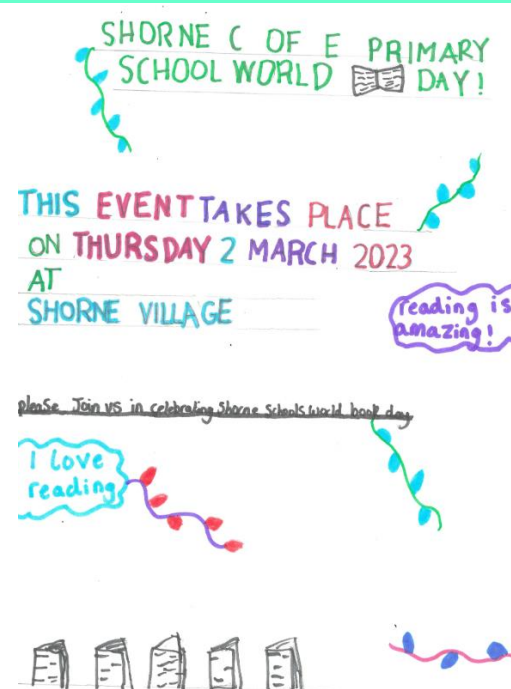 SHORNE C OF E PRIMARY
SCHOOL WORLD DAY!
THIS EVENT TAKES PLACE
ON THURSDAY 2 MARCH 2023
AT
SHORNE VILLAGE
reading is
amazing!
please Join us in celebrating Shorne Schools world book day
I love
reading